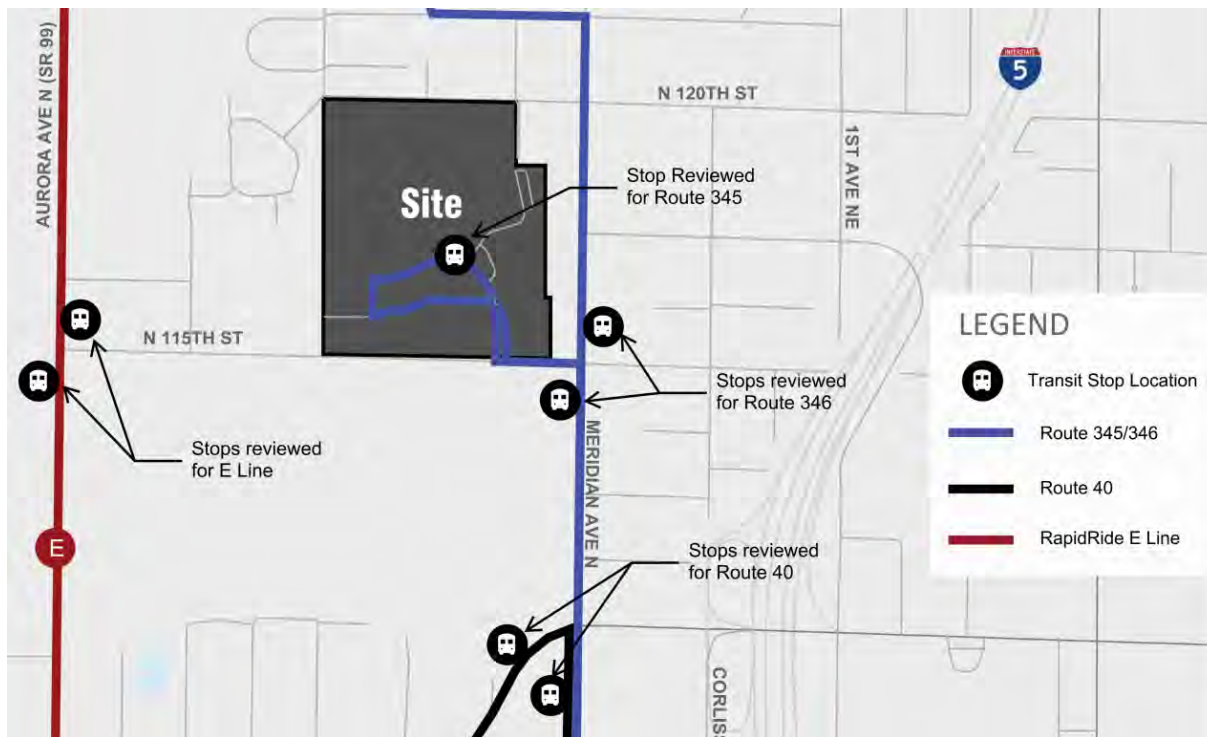 AURORA AVE N (SR 99)
INTERSTATE
5
N 120TH ST
1ST AVE NE
Stop Reviewed
for Route 345
Site
N 115TH ST
Stops reviewed
for Route 346
Stops reviewed
for E Line
MERIDIAN AVE N
LEGEND
Transit Stop Location
Route 345/346
Route 40
RapidRide E Line
E
Stops reviewed
for Route 40
CORLISS